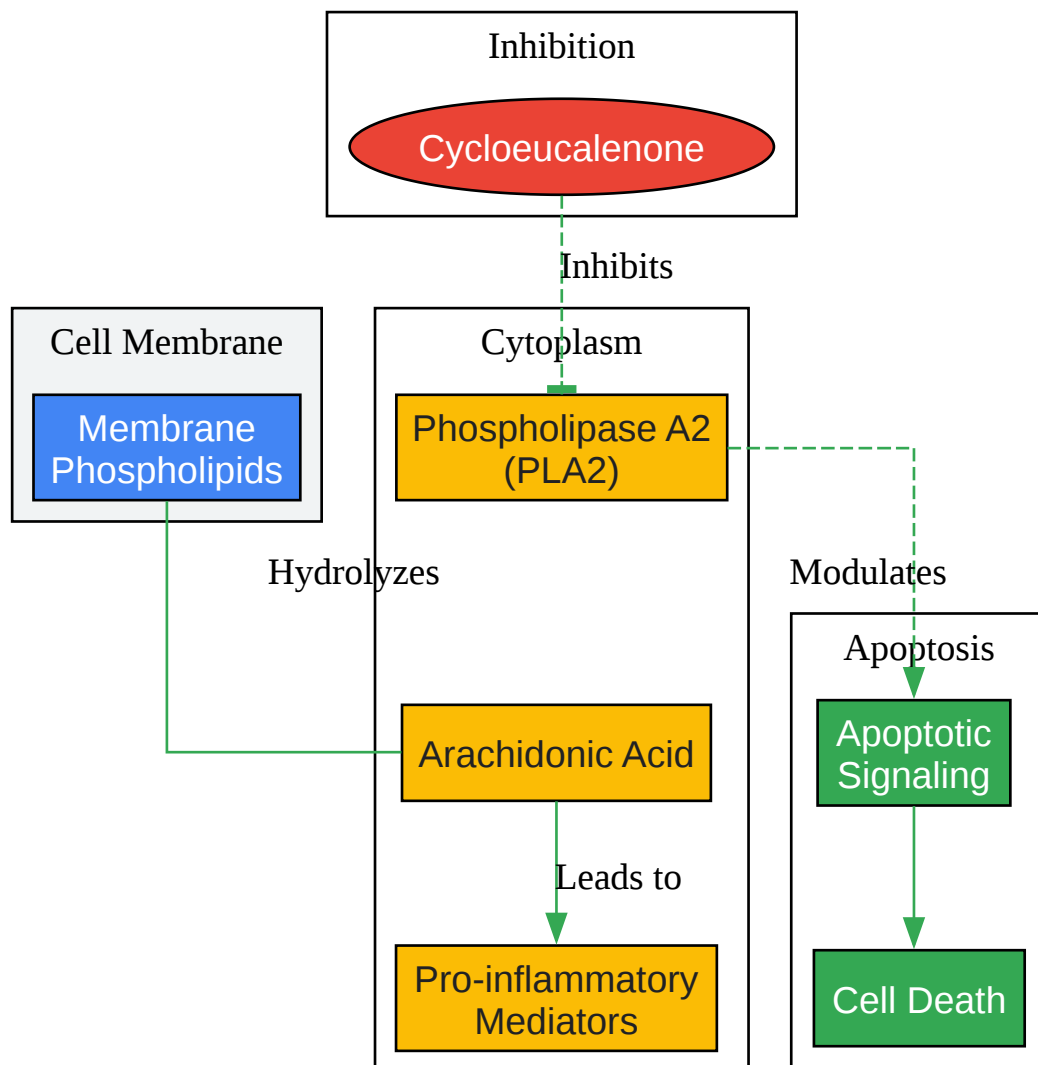 Inhibition
Cycloeucalenone
Inhibits
Cell Membrane
Membrane
Phospholipids
Cytoplasm
Phospholipase A2
(PLA2)
Hydrolyzes
Modulates
Apoptosis
Arachidonic Acid
Apoptotic
Signaling
Leads to
Pro-inflammatory
Mediators
Cell Death